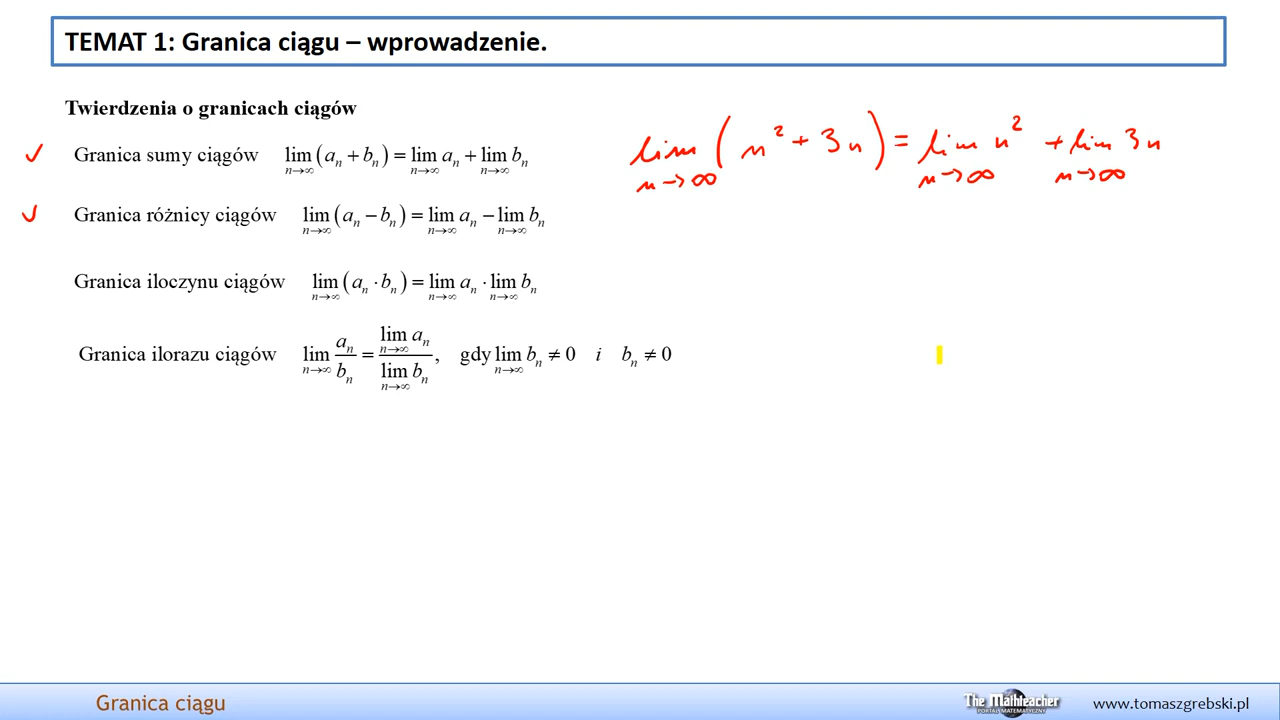 TEMAT 1: Granica ciągu – wprowadzenie.
Twierdzenia o granicach ciągów
✓ Granica sumy ciągów lim_{n→∞} (a_n + b_n) = lim_{n→∞} a_n + lim_{n→∞} b_n
lim_{n→∞} (n² + 3n) = lim_{n→∞} n² + lim_{n→∞} 3n
✓ Granica różnicy ciągów lim_{n→∞} (a_n − b_n) = lim_{n→∞} a_n − lim_{n→∞} b_n
Granica iloczynu ciągów lim_{n→∞} (a_n · b_n) = lim_{n→∞} a_n · lim_{n→∞} b_n
Granica ilorazu ciągów lim_{n→∞} a_n / b_n = lim_{n→∞} a_n / lim_{n→∞} b_n, gdy lim_{n→∞} b_n ≠ 0 i b_n ≠ 0
Granica ciągu
The Mathteacher
PORTAL MATEMATYCZNY
www.tomaszgrebski.pl